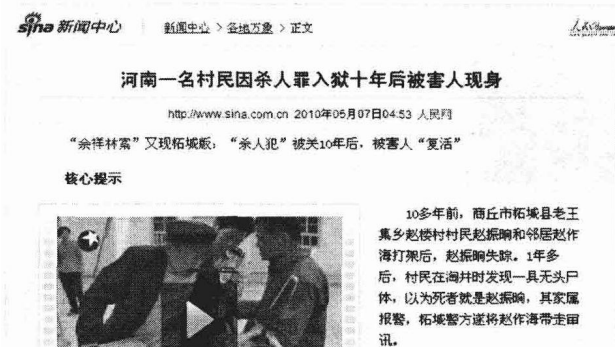 sina 新闻中心
新闻中心 > 各地万象 > 正文
河南一名村民因杀人罪入狱十年后被害人现身
http://www.sina.com.cn 2010年05月07日04:53 人民网
“佘祥林案”又现柘城版，“杀人犯”被关10年后，被害人“复活”
核心提示
10多年前，商丘市柘城县老王
集乡赵楼村村民赵振晌和邻居赵作
海打架后，赵振晌失踪。1年多
后，村民在淘井时发现一具无头尸
体，以为死者就是赵振晌，其家属
报警，柘城警方遂将赵作海带走审
讯。